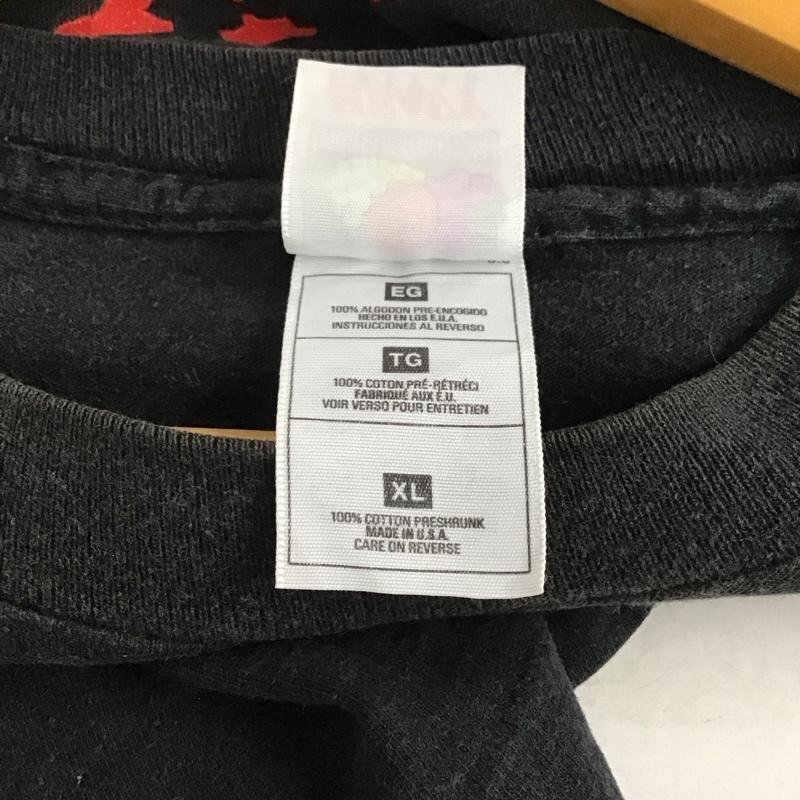 EG
100% ALGODON PRE-ENCOGIDO
HECHO EN LOS E.U.A.
INSTRUCCIONES AL REVERSO
TG
100% COTON PRÉ-RÉTRÉCI
FABRIQUÉ AUX É.U.
VOIR VERSO POUR ENTRETIEN
XL
100% COTTON PRESHRUNK
MADE IN U.S.A.
CARE ON REVERSE